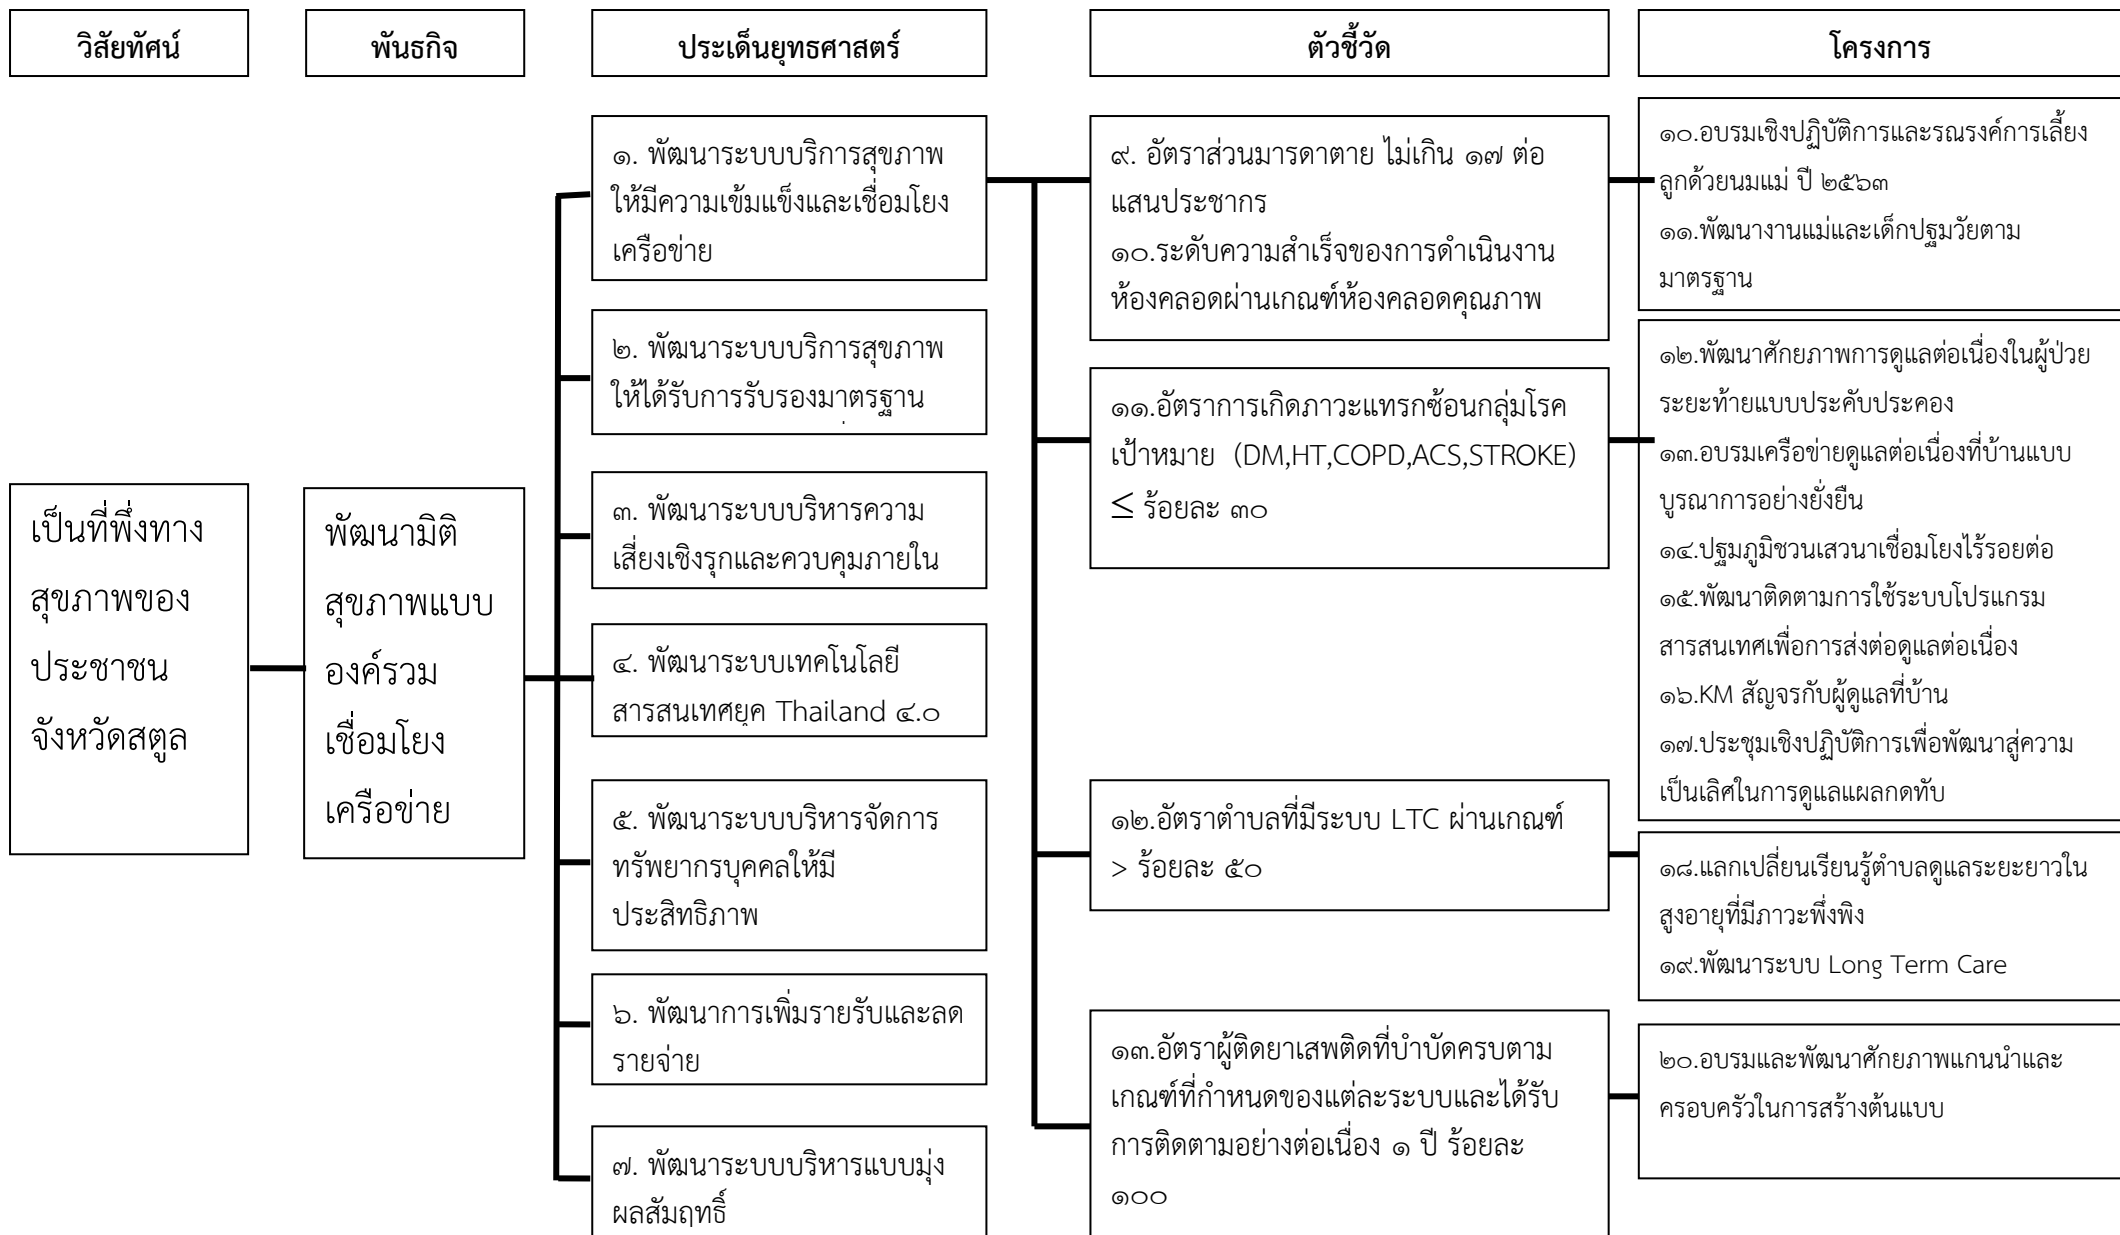 วิสัยทัศน์
พันธกิจ
ประเด็นยุทธศาสตร์
ตัวชี้วัด
โครงการ
เป็นที่พึ่งทาง
สุขภาพของ
ประชาชน
จังหวัดสตูล
พัฒนามิติ
สุขภาพแบบ
องค์รวม
เชื่อมโยง
เครือข่าย
๑. พัฒนาระบบบริการสุขภาพ
ให้มีความเข้มแข็งและเชื่อมโยง
เครือข่าย
๒. พัฒนาระบบบริการสุขภาพ
ให้ได้รับการรับรองมาตรฐาน
๓. พัฒนาระบบบริหารความ
เสี่ยงเชิงรุกและควบคุมภายใน
๔. พัฒนาระบบเทคโนโลยี
สารสนเทศยุค Thailand ๔.๐
๕. พัฒนาระบบบริหารจัดการ
ทรัพยากรบุคคลให้มี
ประสิทธิภาพ
๖. พัฒนาการเพิ่มรายรับและลด
รายจ่าย
๗. พัฒนาระบบบริหารแบบมุ่ง
ผลสัมฤทธิ์
๙. อัตราส่วนมารดาตาย ไม่เกิน ๑๗ ต่อ
แสนประชากร
๑๐.ระดับความสำเร็จของการดำเนินงาน
ห้องคลอดผ่านเกณฑ์ห้องคลอดคุณภาพ
๑๑.อัตราการเกิดภาวะแทรกซ้อนกลุ่มโรค
เป้าหมาย (DM,HT,COPD,ACS,STROKE)
≤ ร้อยละ ๓๐
๑๒.อัตราตำบลที่มีระบบ LTC ผ่านเกณฑ์
> ร้อยละ ๕๐
๑๓.อัตราผู้ติดยาเสพติดที่บำบัดครบตาม
เกณฑ์ที่กำหนดของแต่ละระบบและได้รับ
การติดตามอย่างต่อเนื่อง ๑ ปี ร้อยละ
๑๐๐
๑๐.อบรมเชิงปฏิบัติการและรณรงค์การเลี้ยง
ลูกด้วยนมแม่ ปี ๒๕๖๓
๑๑.พัฒนางานแม่และเด็กปฐมวัยตาม
มาตรฐาน
๑๒.พัฒนาศักยภาพการดูแลต่อเนื่องในผู้ป่วย
ระยะท้ายแบบประคับประคอง
๑๓.อบรมเครือข่ายดูแลต่อเนื่องที่บ้านแบบ
บูรณาการอย่างยั่งยืน
๑๔.ปฐมภูมิชวนเสวนาเชื่อมโยงไร้รอยต่อ
๑๕.พัฒนาติดตามการใช้ระบบโปรแกรม
สารสนเทศเพื่อการส่งต่อดูแลต่อเนื่อง
๑๖.KM สัญจรกับผู้ดูแลที่บ้าน
๑๗.ประชุมเชิงปฏิบัติการเพื่อพัฒนาสู่ความ
เป็นเลิศในการดูแลแผลกดทับ
๑๘.แลกเปลี่ยนเรียนรู้ตำบลดูแลระยะยาวใน
สูงอายุที่มีภาวะพึ่งพิง
๑๙.พัฒนาระบบ Long Term Care
๒๐.อบรมและพัฒนาศักยภาพแกนนำและ
ครอบครัวในการสร้างต้นแบบ